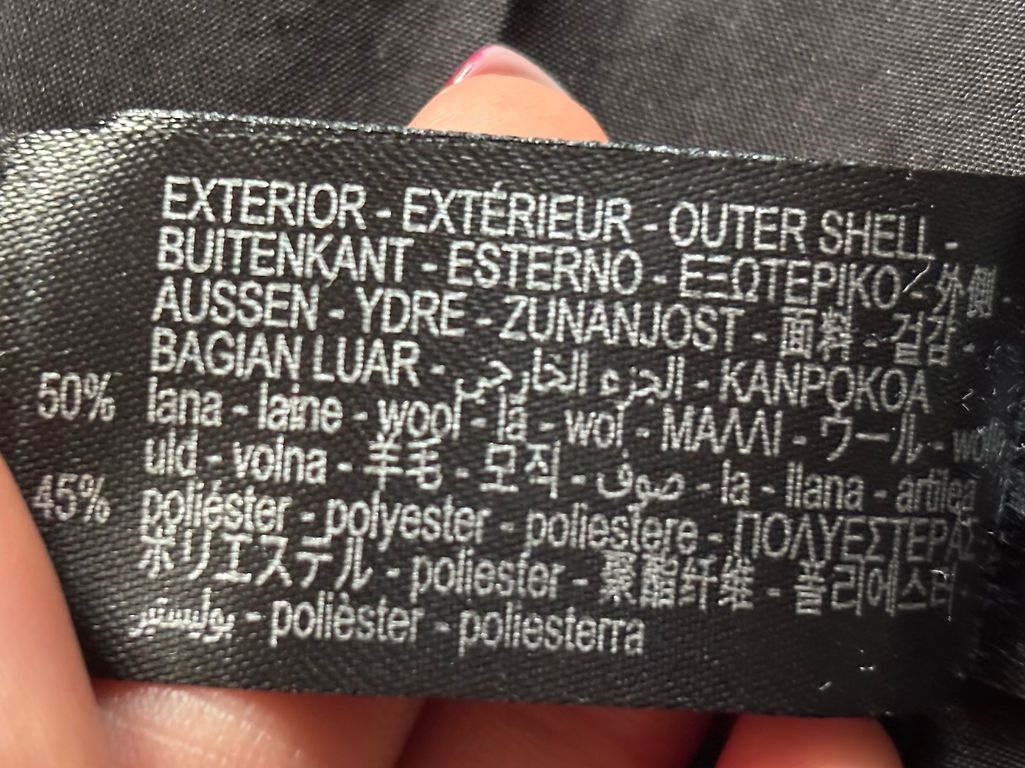 EXTERIOR - EXTÉRIEUR - OUTER SHELL -
BUITENKANT - ESTERNO - ΕΞΩΤΕΡΙΚΟ - 外側 -
AUSSEN - YDRE - ZUNANJOST - 面料 - 겉감 -
BAGIAN LUAR - الجزء الخارجي - KANPOKOA
50% lana - laine - wool - lã - wol - ΜΑΛΛΙ - ウール -
uld - volna - 羊毛 - 모직 - صوف - la - llana - artilea
45% poliéster - polyester - poliestere - ΠΟΛΥΕΣΤΕΡΑΣ
ポリエステル - poliester - 聚酯纤维 - 폴리에스터
بوليستير - polièster - poliesterra